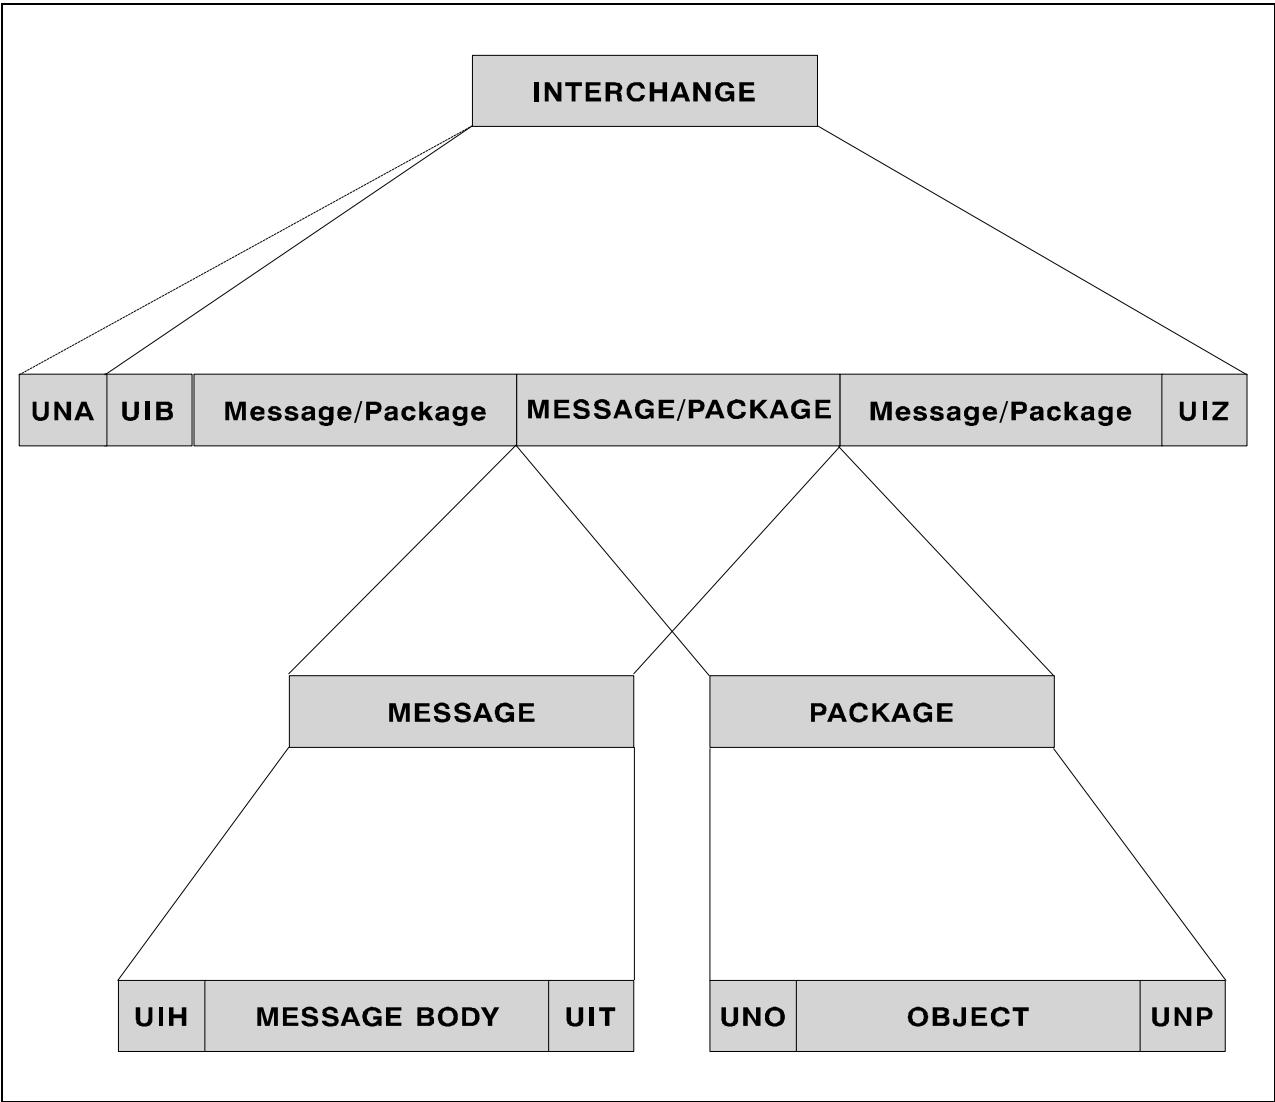 INTERCHANGE
UNA UIB Message/Package MESSAGE/PACKAGE Message/Package UIZ
MESSAGE PACKAGE
UIH MESSAGE BODY UIT UNO OBJECT UNP